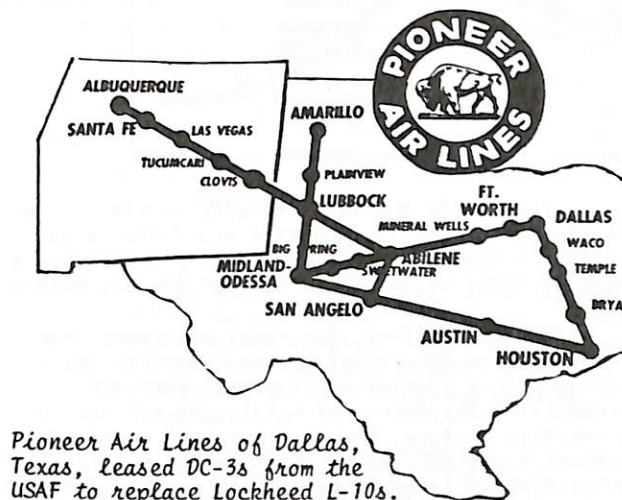 PIONEER
AIR LINES
ALBUQUERQUE
SANTA FE
LAS VEGAS
TUCUMCARI
CLOVIS
AMARILLO
PLAINVIEW
LUBBOCK
MINERAL WELLS
FT.
WORTH
DALLAS
WACO
TEMPLE
BRYA
BIG SPRING
MIDLAND-
ODESSA
SWEETWATER
ABILENE
SAN ANGELO
AUSTIN
HOUSTON
Pioneer Air Lines of Dallas,
Texas, leased DC-3s from the
USAF to replace Lockheed L-10s.